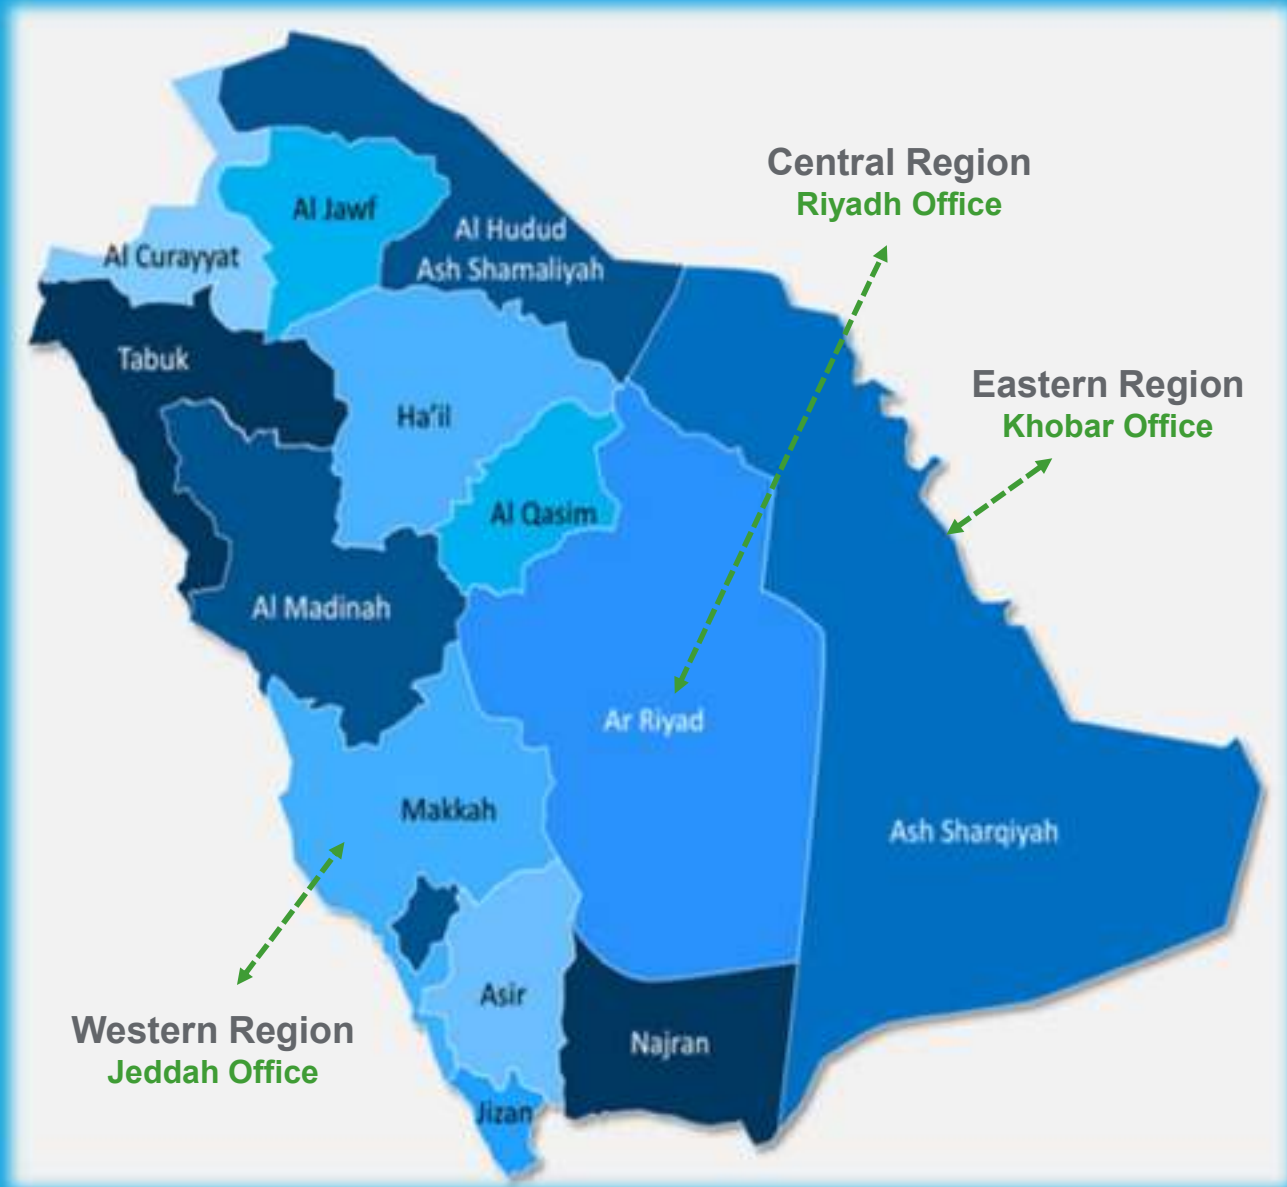 Central Region
Riyadh Office
Al Jawf
Al Hudud
Ash Shamaliyah
Al Curayyat
Tabuk
Eastern Region
Khobar Office
Ha'il
Al Qasim
Al Madinah
Ar Riyad
Makkah
Ash Sharqiyah
Asir
Western Region
Jeddah Office
Najran
Jizan